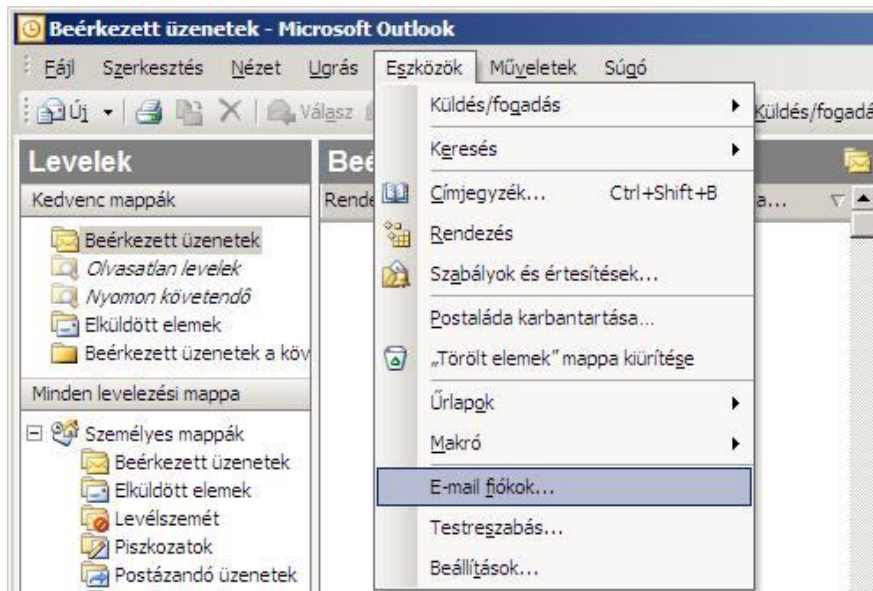 Beérkezett üzenetek - Microsoft Outlook
Fájl Szerkesztés Nézet Ugrás Eszközök Műveletek Súgó
Új Válasz Küldés/fogadá
Levelek
Kedvenc mappák
Beérkezett üzenetek
Olvasatlan levelek
Nyomon követendő
Elküldött elemek
Beérkezett üzenetek a köv
Minden levelezési mappa
Személyes mappák
Beérkezett üzenetek
Elküldött elemek
Levélszemét
Piszkozatok
Postázandó üzenetek
Beé
Rende a...
Küldés/fogadás
Keresés
Címjegyzék... Ctrl+Shift+B
Rendezés
Szabályok és értesítések...
Postaláda karbantartása...
„Törölt elemek” mappa kiürítése
Űrlapok
Makró
E-mail fiókok...
Testreszabás...
Beállítások...